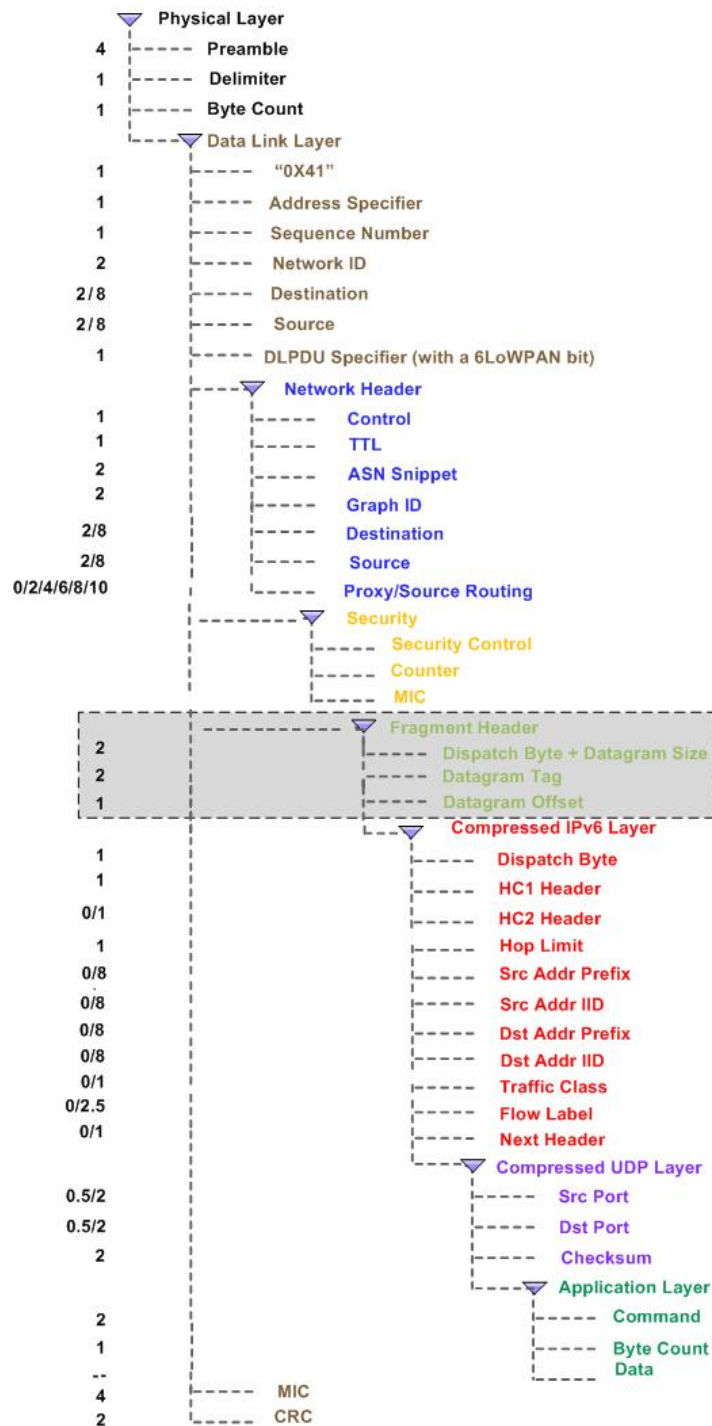 Physical Layer
4 Preamble
1 Delimiter
1 Byte Count
Data Link Layer
1 “0X41”
1 Address Specifier
1 Sequence Number
2 Network ID
2/8 Destination
2/8 Source
1 DLPDU Specifier (with a 6LoWPAN bit)
Network Header
1 Control
1 TTL
2 ASN Snippet
2 Graph ID
2/8 Destination
2/8 Source
0/2/4/6/8/10 Proxy/Source Routing
Security
Security Control
Counter
MIC
Fragment Header
2 Dispatch Byte + Datagram Size
2 Datagram Tag
1 Datagram Offset
Compressed IPv6 Layer
1 Dispatch Byte
1 HC1 Header
0/1 HC2 Header
1 Hop Limit
0/8 Src Addr Prefix
0/8 Src Addr IID
0/8 Dst Addr Prefix
0/8 Dst Addr IID
0/1 Traffic Class
0/2.5 Flow Label
0/1 Next Header
Compressed UDP Layer
0.5/2 Src Port
0.5/2 Dst Port
2 Checksum
Application Layer
2 Command
1 Byte Count
-- Data
4 MIC
2 CRC